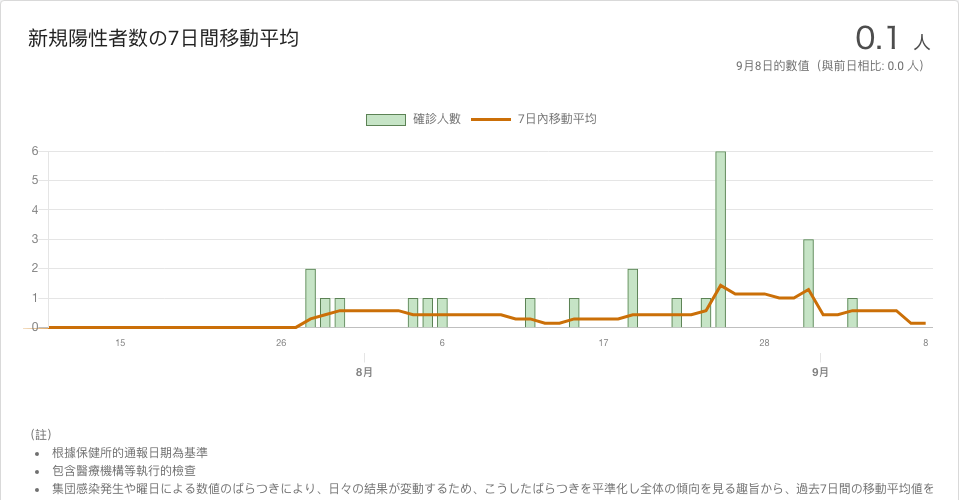 新規陽性者数の7日間移動平均
0.1 人
9月8日的數值（與前日相比: 0.0 人）
確診人數 7日內移動平均
6
5
4
3
2
1
0
15 26 6 17 28 8
8月 9月
（註）
• 根據保健所的通報日期為基準
• 包含醫療機構等執行的檢查
• 集団感染発生や曜日による数値のばらつきにより、日々の結果が変動するため、こうしたばらつきを平準化し全体の傾向を見る趣旨から、過去7日間の移動平均値を